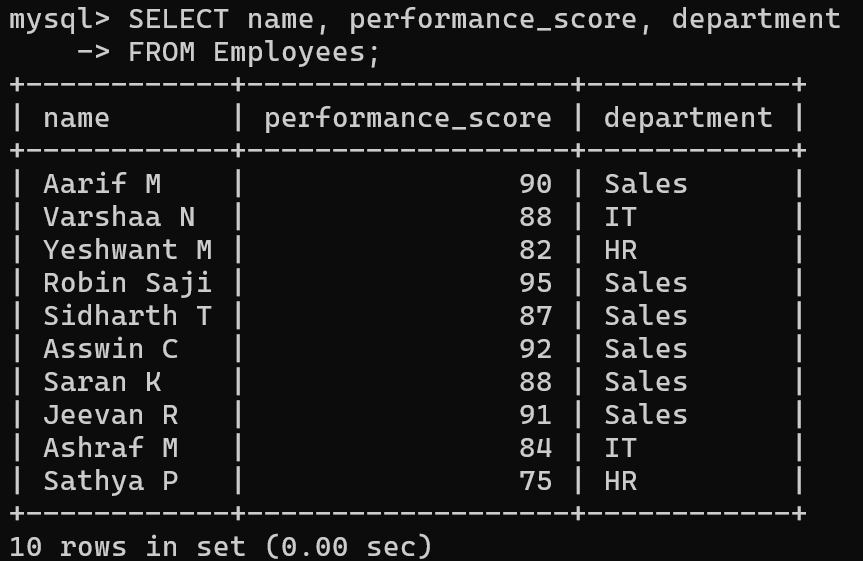 mysql> SELECT name, performance_score, department
    -> FROM Employees;
+------------+-------------------+------------+
| name       | performance_score | department |
+------------+-------------------+------------+
| Aarif M    |                90 | Sales      |
| Varshaa N  |                88 | IT         |
| Yeshwant M |                82 | HR         |
| Robin Saji |                95 | Sales      |
| Sidharth T |                87 | Sales      |
| Asswin C   |                92 | Sales      |
| Saran K    |                88 | Sales      |
| Jeevan R   |                91 | Sales      |
| Ashraf M   |                84 | IT         |
| Sathya P   |                75 | HR         |
+------------+-------------------+------------+
10 rows in set (0.00 sec)